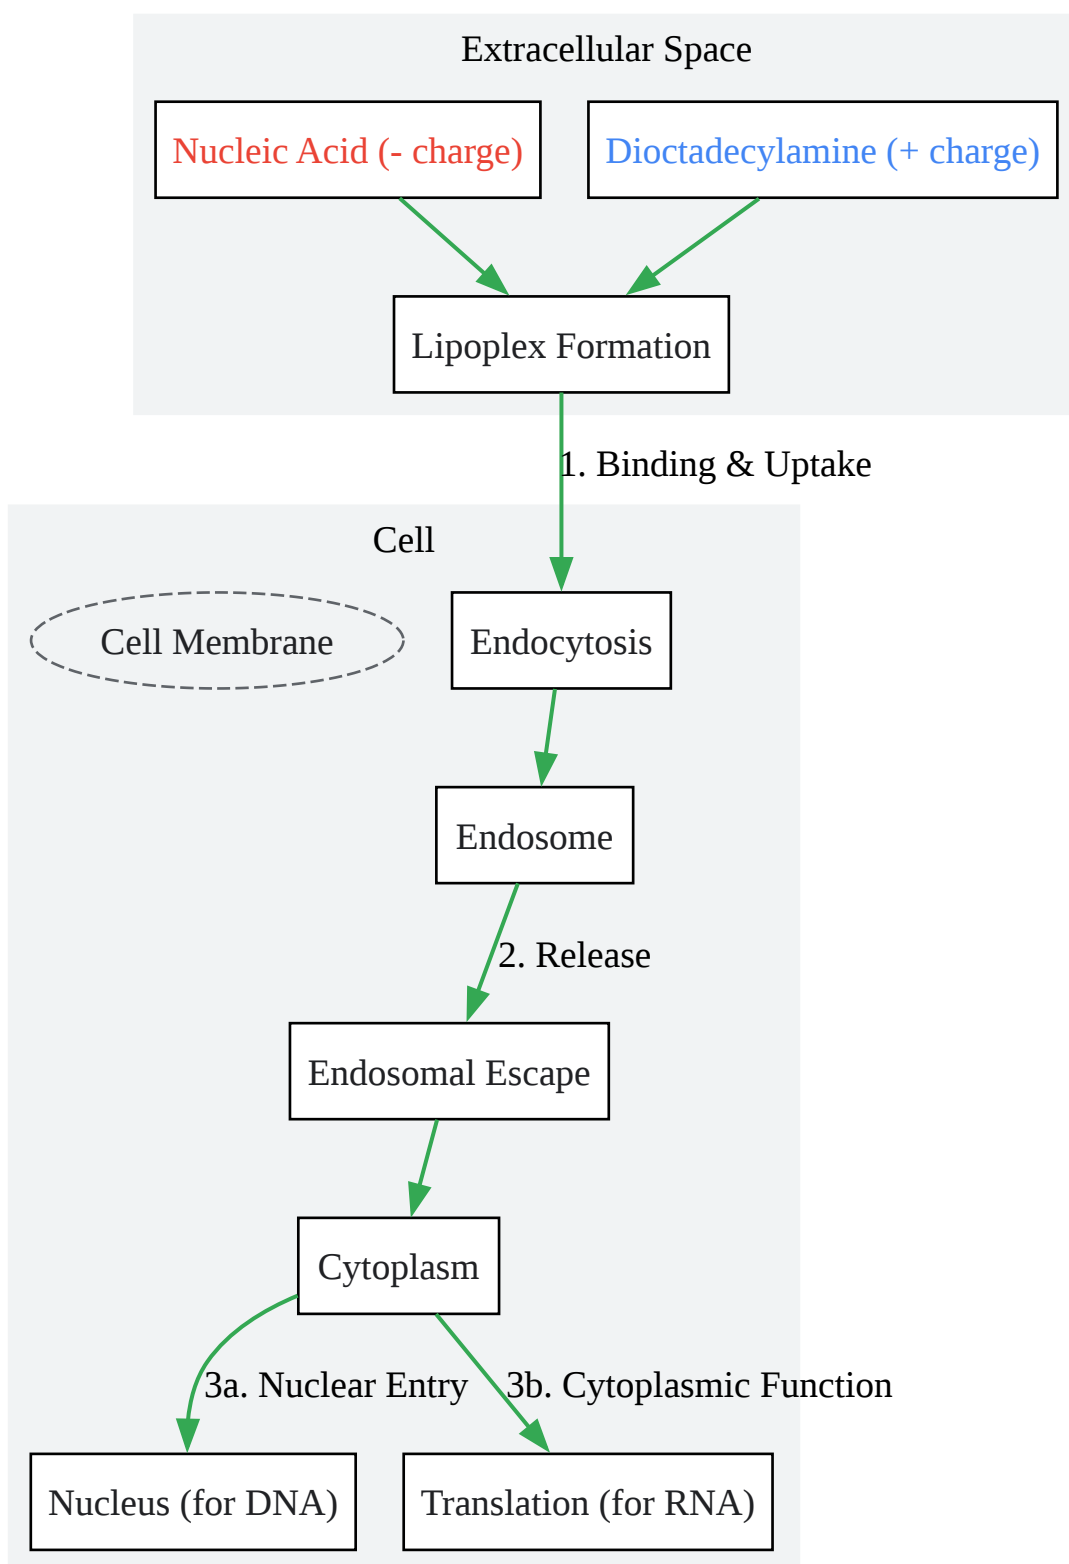 Extracellular Space
Nucleic Acid (- charge)
Dioctadecylamine (+ charge)
Lipoplex Formation
1. Binding & Uptake
Cell
Cell Membrane
Endocytosis
Endosome
2. Release
Endosomal Escape
Cytoplasm
3a. Nuclear Entry
3b. Cytoplasmic Function
Nucleus (for DNA)
Translation (for RNA)